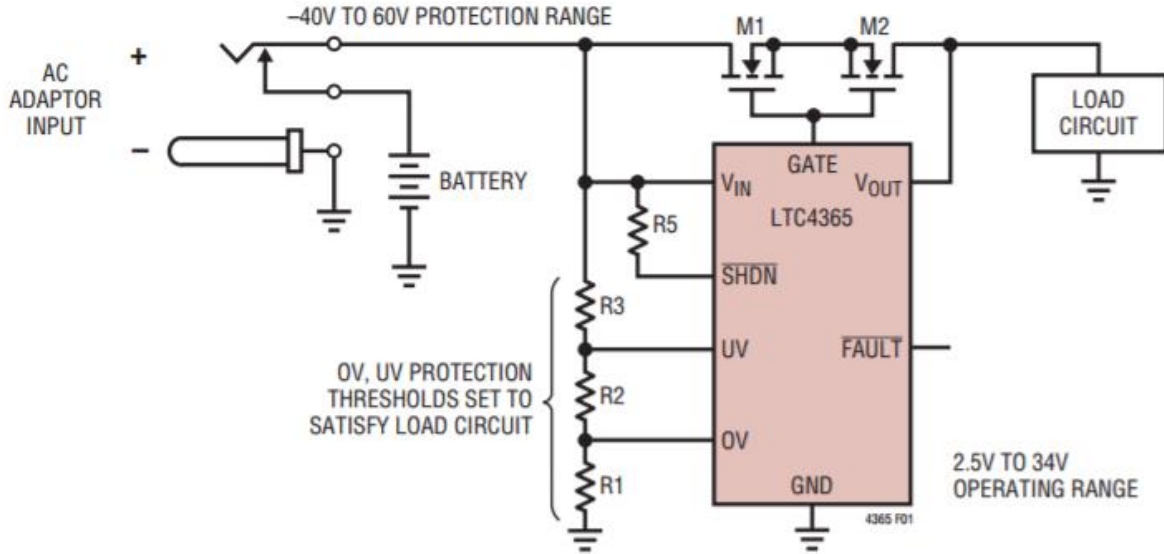 –40V TO 60V PROTECTION RANGE
M1
M2
+
AC
ADAPTOR
INPUT
–
BATTERY
LOAD
CIRCUIT
GATE
VIN
VOUT
LTC4365
R5
SHDN
R3
UV
FAULT
OV, UV PROTECTION
THRESHOLDS SET TO
SATISFY LOAD CIRCUIT
R2
OV
R1
GND
2.5V TO 34V
OPERATING RANGE
4365 F01